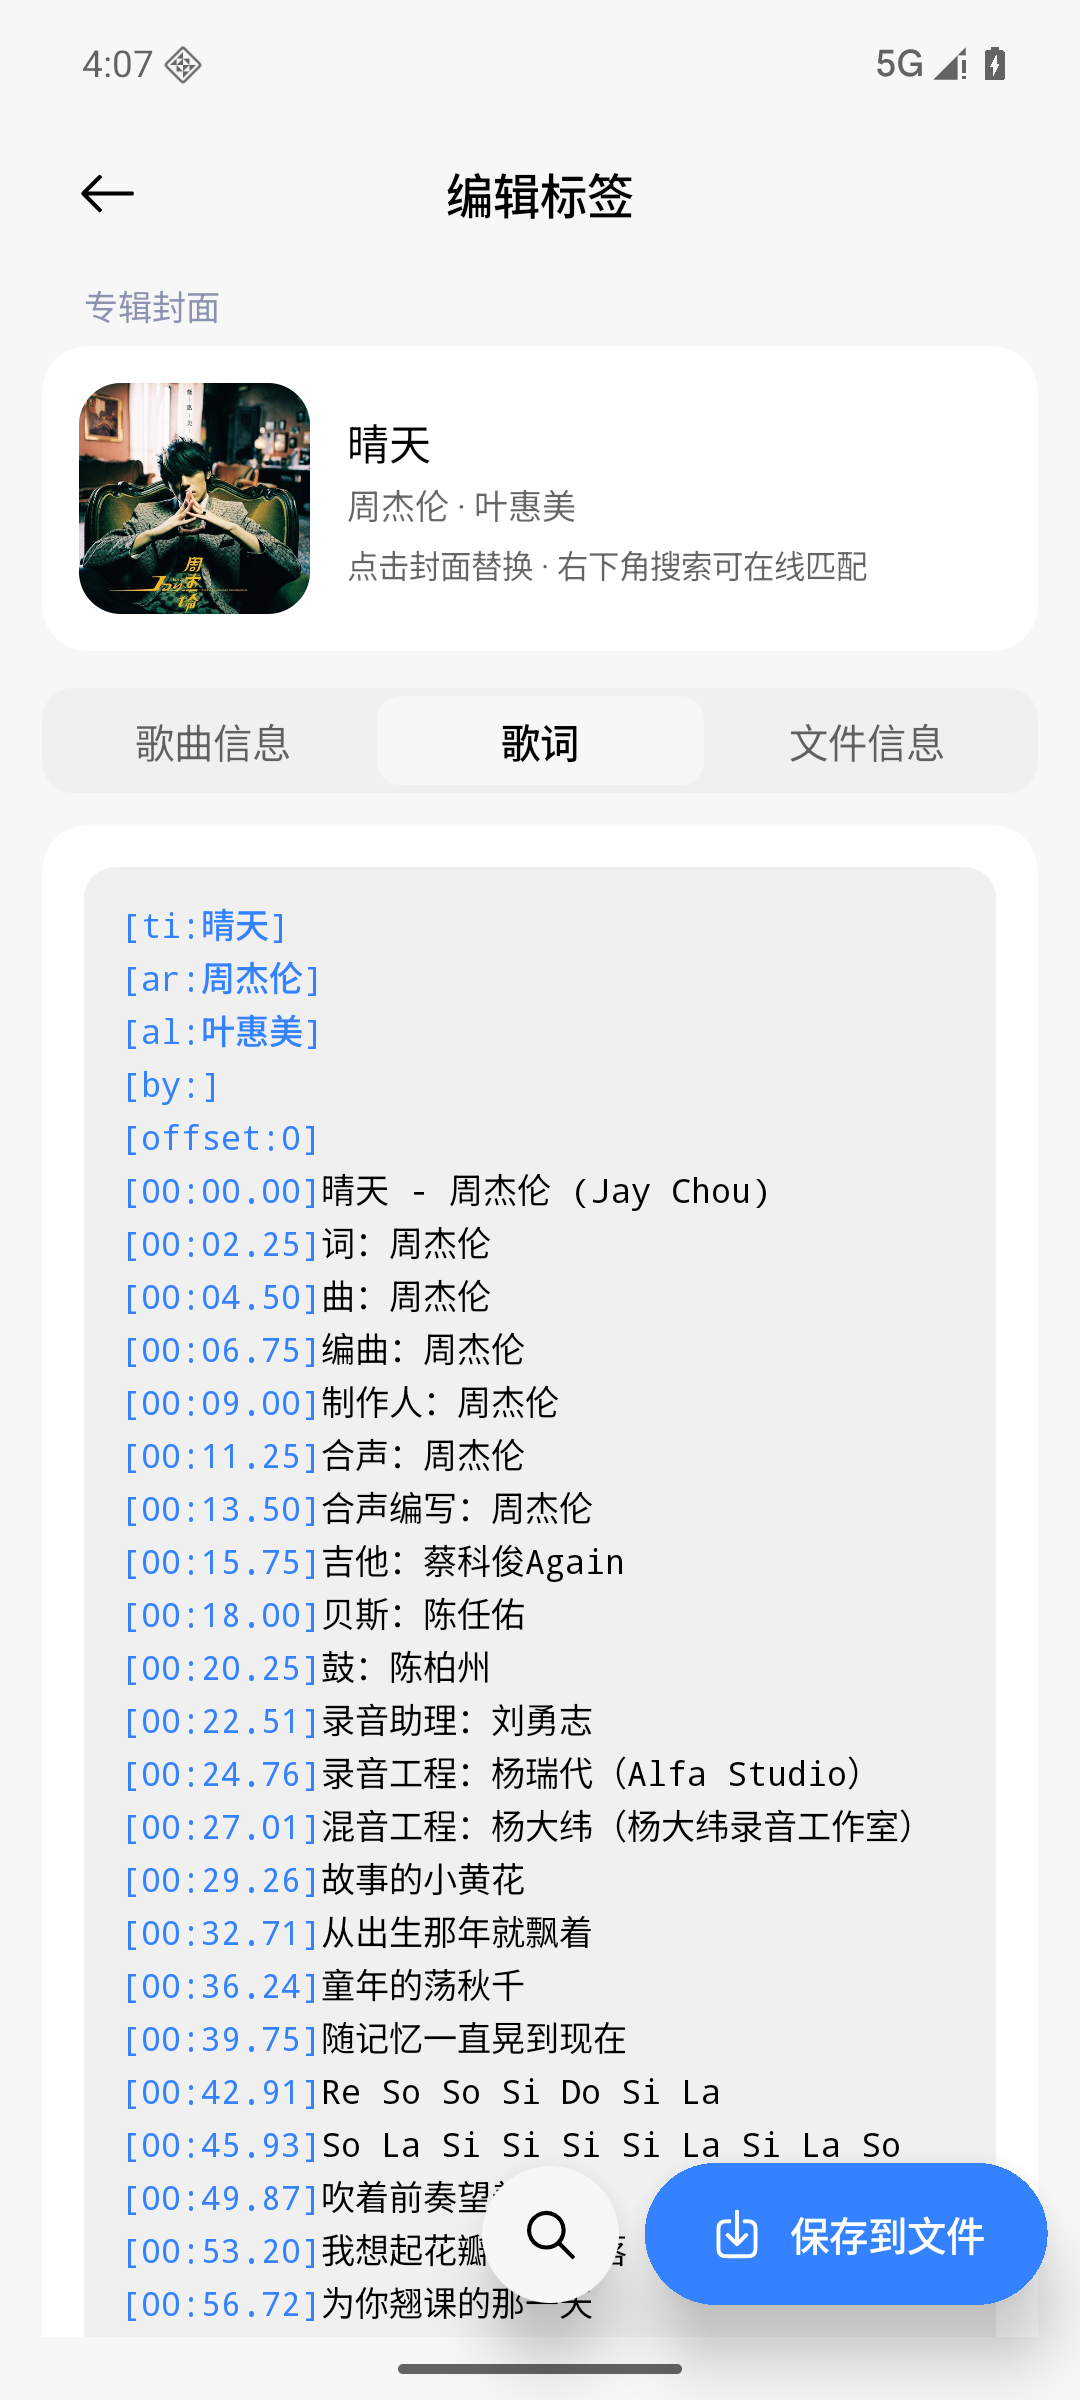 4:07
5G
编辑标签
专辑封面
周杰伦
Jay
晴天
周杰伦 · 叶惠美
点击封面替换 · 右下角搜索可在线匹配
歌曲信息
歌词
文件信息
[ti:晴天]
[ar:周杰伦]
[al:叶惠美]
[by:]
[offset:0]
[00:00.00]晴天 - 周杰伦 (Jay Chou)
[00:02.25]词：周杰伦
[00:04.50]曲：周杰伦
[00:06.75]编曲：周杰伦
[00:09.00]制作人：周杰伦
[00:11.25]合声：周杰伦
[00:13.50]合声编写：周杰伦
[00:15.75]吉他：蔡科俊Again
[00:18.00]贝斯：陈任佑
[00:20.25]鼓：陈柏州
[00:22.51]录音助理：刘勇志
[00:24.76]录音工程：杨瑞代（Alfa Studio）
[00:27.01]混音工程：杨大纬（杨大纬录音工作室）
[00:29.26]故事的小黄花
[00:32.71]从出生那年就飘着
[00:36.24]童年的荡秋千
[00:39.75]随记忆一直晃到现在
[00:42.91]Re So So Si Do Si La
[00:45.93]So La Si Si Si Si La Si La So
[00:49.87]吹着前奏望
[00:53.20]我想起花瓣 落
[00:56.72]为你翘课的那一天
保存到文件